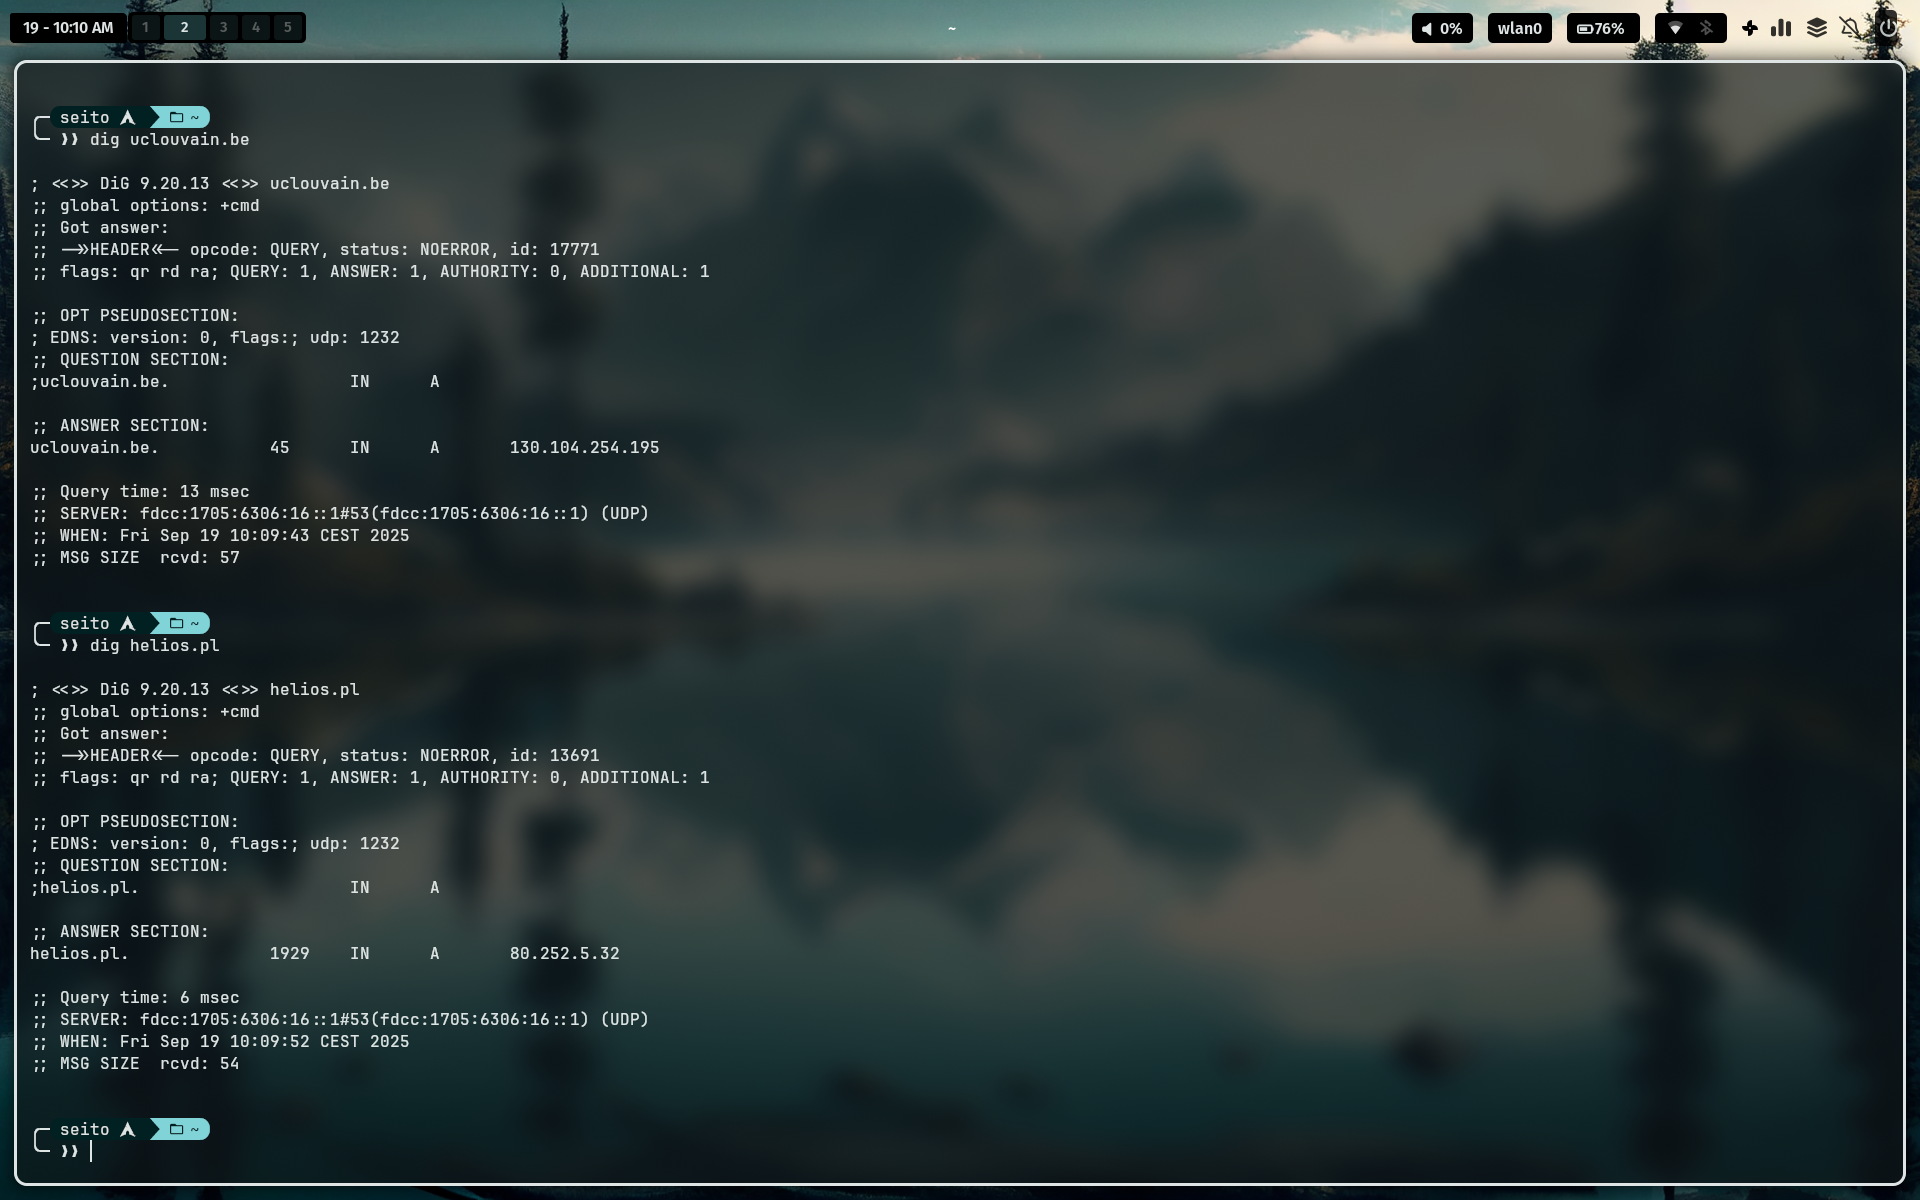 19 - 10:10 AM 1 2 3 4 5 ~ 0% wlan0 76%
seito ~
❯❯ dig uclouvain.be
; <<>> DiG 9.20.13 <<>> uclouvain.be
;; global options: +cmd
;; Got answer:
;; ->>HEADER<<- opcode: QUERY, status: NOERROR, id: 17771
;; flags: qr rd ra; QUERY: 1, ANSWER: 1, AUTHORITY: 0, ADDITIONAL: 1
;; OPT PSEUDOSECTION:
; EDNS: version: 0, flags:; udp: 1232
;; QUESTION SECTION:
;uclouvain.be. IN A
;; ANSWER SECTION:
uclouvain.be. 45 IN A 130.104.254.195
;; Query time: 13 msec
;; SERVER: fdcc:1705:6306:16::1#53(fdcc:1705:6306:16::1) (UDP)
;; WHEN: Fri Sep 19 10:09:43 CEST 2025
;; MSG SIZE  rcvd: 57
seito ~
❯❯ dig helios.pl
; <<>> DiG 9.20.13 <<>> helios.pl
;; global options: +cmd
;; Got answer:
;; ->>HEADER<<- opcode: QUERY, status: NOERROR, id: 13691
;; flags: qr rd ra; QUERY: 1, ANSWER: 1, AUTHORITY: 0, ADDITIONAL: 1
;; OPT PSEUDOSECTION:
; EDNS: version: 0, flags:; udp: 1232
;; QUESTION SECTION:
;helios.pl. IN A
;; ANSWER SECTION:
helios.pl. 1929 IN A 80.252.5.32
;; Query time: 6 msec
;; SERVER: fdcc:1705:6306:16::1#53(fdcc:1705:6306:16::1) (UDP)
;; WHEN: Fri Sep 19 10:09:52 CEST 2025
;; MSG SIZE  rcvd: 54
seito ~
❯❯